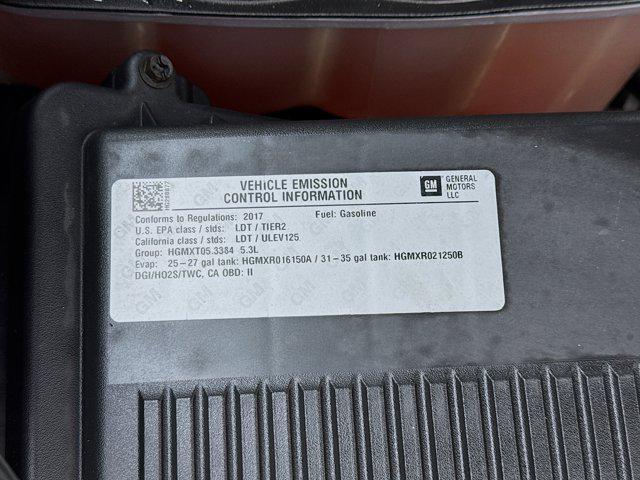 VEHICLE EMISSION
CONTROL INFORMATION
GM
GENERAL
MOTORS
LLC
Conforms to Regulations: 2017 Fuel: Gasoline
U.S. EPA class / stds: LDT / TIER2
California class / stds: LDT / ULEV125
Group: HGMXT05.3384 5.3L
Evap: 25-27 gal tank: HGMXR016150A / 31-35 gal tank: HGMXR021250B
DGI/HO2S/TWC, CA OBD: II